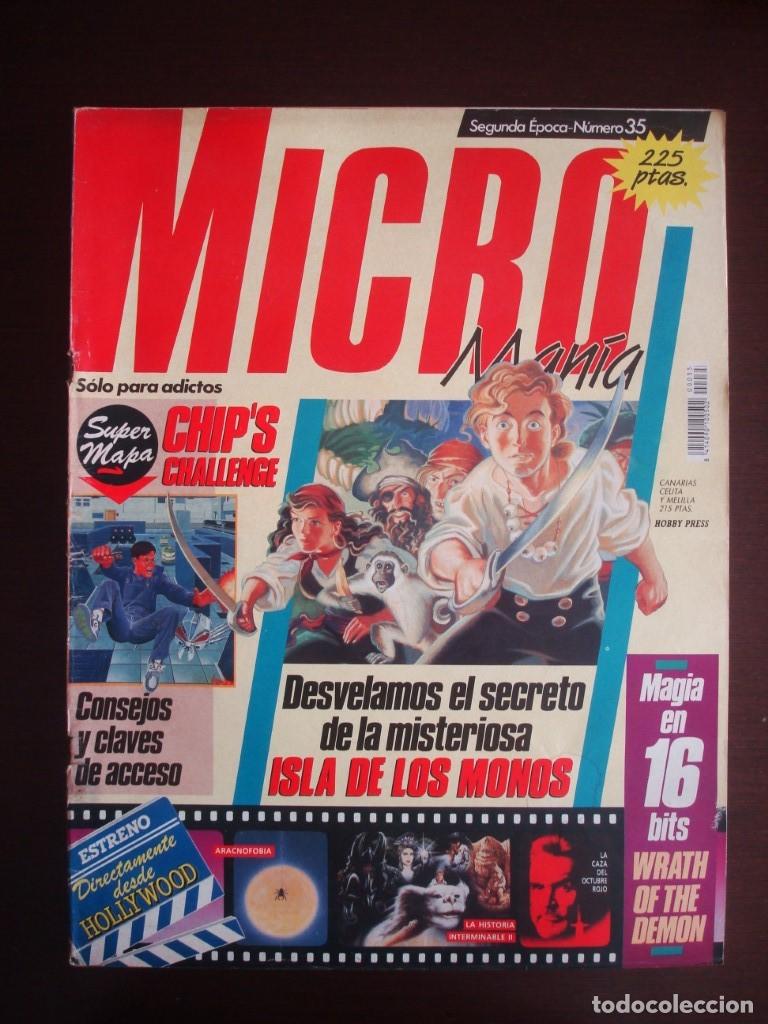 Segunda Época-Número 35
225
ptas.
MICRO
Manía
Sólo para adictos
Super
Mapa
CHIP'S
CHALLENGE
CANARIAS
CEUTA
Y MELILLA
215 PTAS.
HOBBY PRESS
Consejos
y claves
de acceso
Desvelamos el secreto
de la misteriosa
ISLA DE LOS MONOS
Magia
en
16
bits
WRATH
OF THE
DEMON
ESTRENO
Directamente
desde
HOLLYWOOD
ARACNOFOBIA
LA HISTORIA
INTERMINABLE II
LA
CAZA
DEL
OCTUBRE
ROJO
todocoleccion